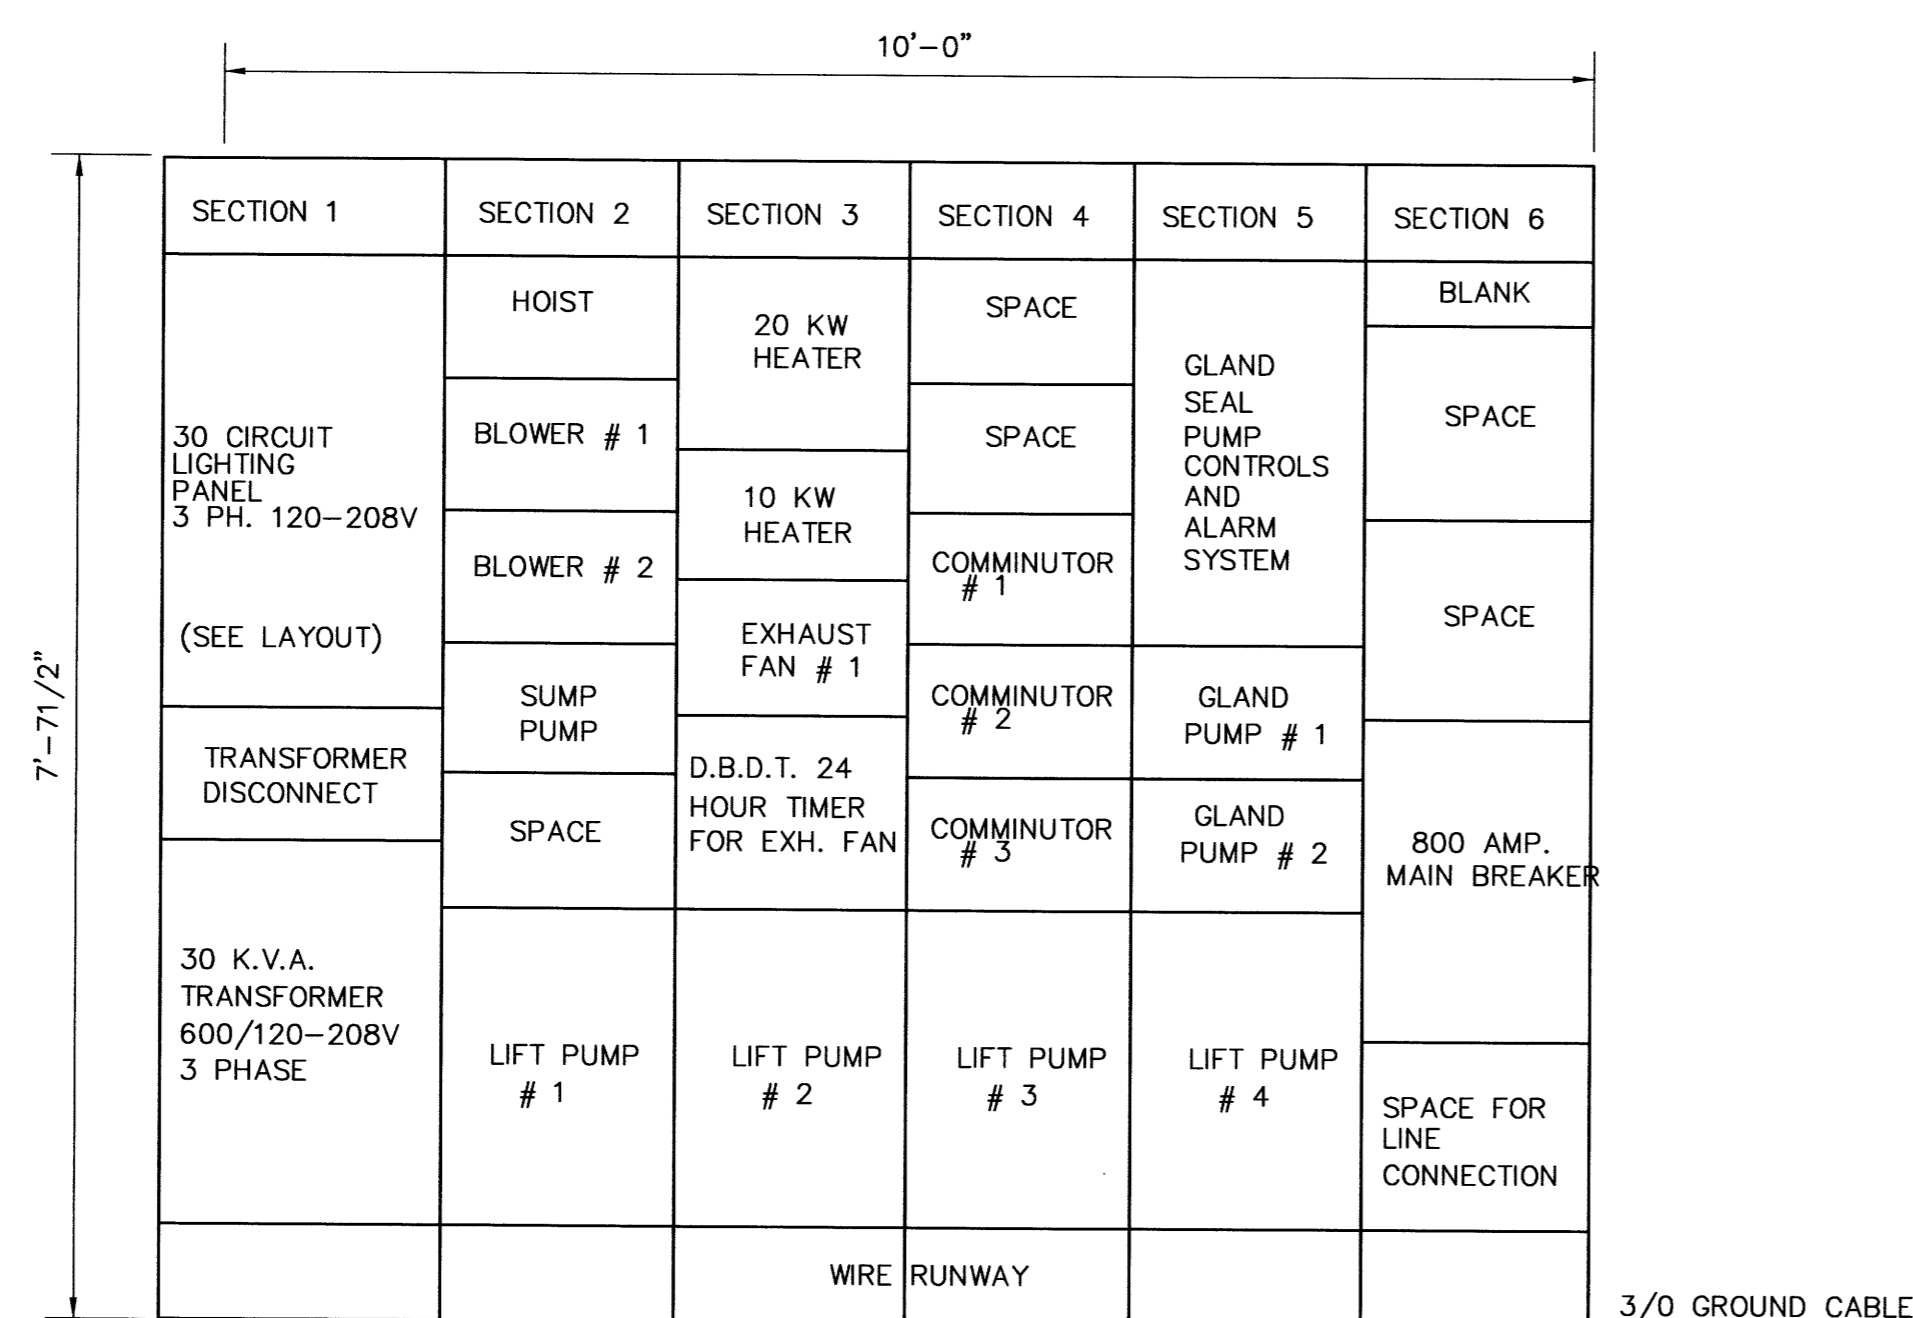 10'-0"
7'-71/2"
SECTION 1
30 CIRCUIT
LIGHTING
PANEL
3 PH. 120-208V
(SEE LAYOUT)
TRANSFORMER
DISCONNECT
30 K.V.A.
TRANSFORMER
600/120-208V
3 PHASE
SECTION 2
HOIST
BLOWER # 1
BLOWER # 2
SUMP
PUMP
SPACE
LIFT PUMP
# 1
SECTION 3
20 KW
HEATER
10 KW
HEATER
EXHAUST
FAN # 1
D.B.D.T. 24
HOUR TIMER
FOR EXH. FAN
LIFT PUMP
# 2
SECTION 4
SPACE
SPACE
COMMINUTOR
# 1
COMMINUTOR
# 2
COMMINUTOR
# 3
LIFT PUMP
# 3
SECTION 5
GLAND
SEAL
PUMP
CONTROLS
AND
ALARM
SYSTEM
GLAND
PUMP # 1
GLAND
PUMP # 2
LIFT PUMP
# 4
SECTION 6
BLANK
SPACE
SPACE
800 AMP.
MAIN BREAKER
SPACE FOR
LINE
CONNECTION
WIRE RUNWAY
3/0 GROUND CABLE